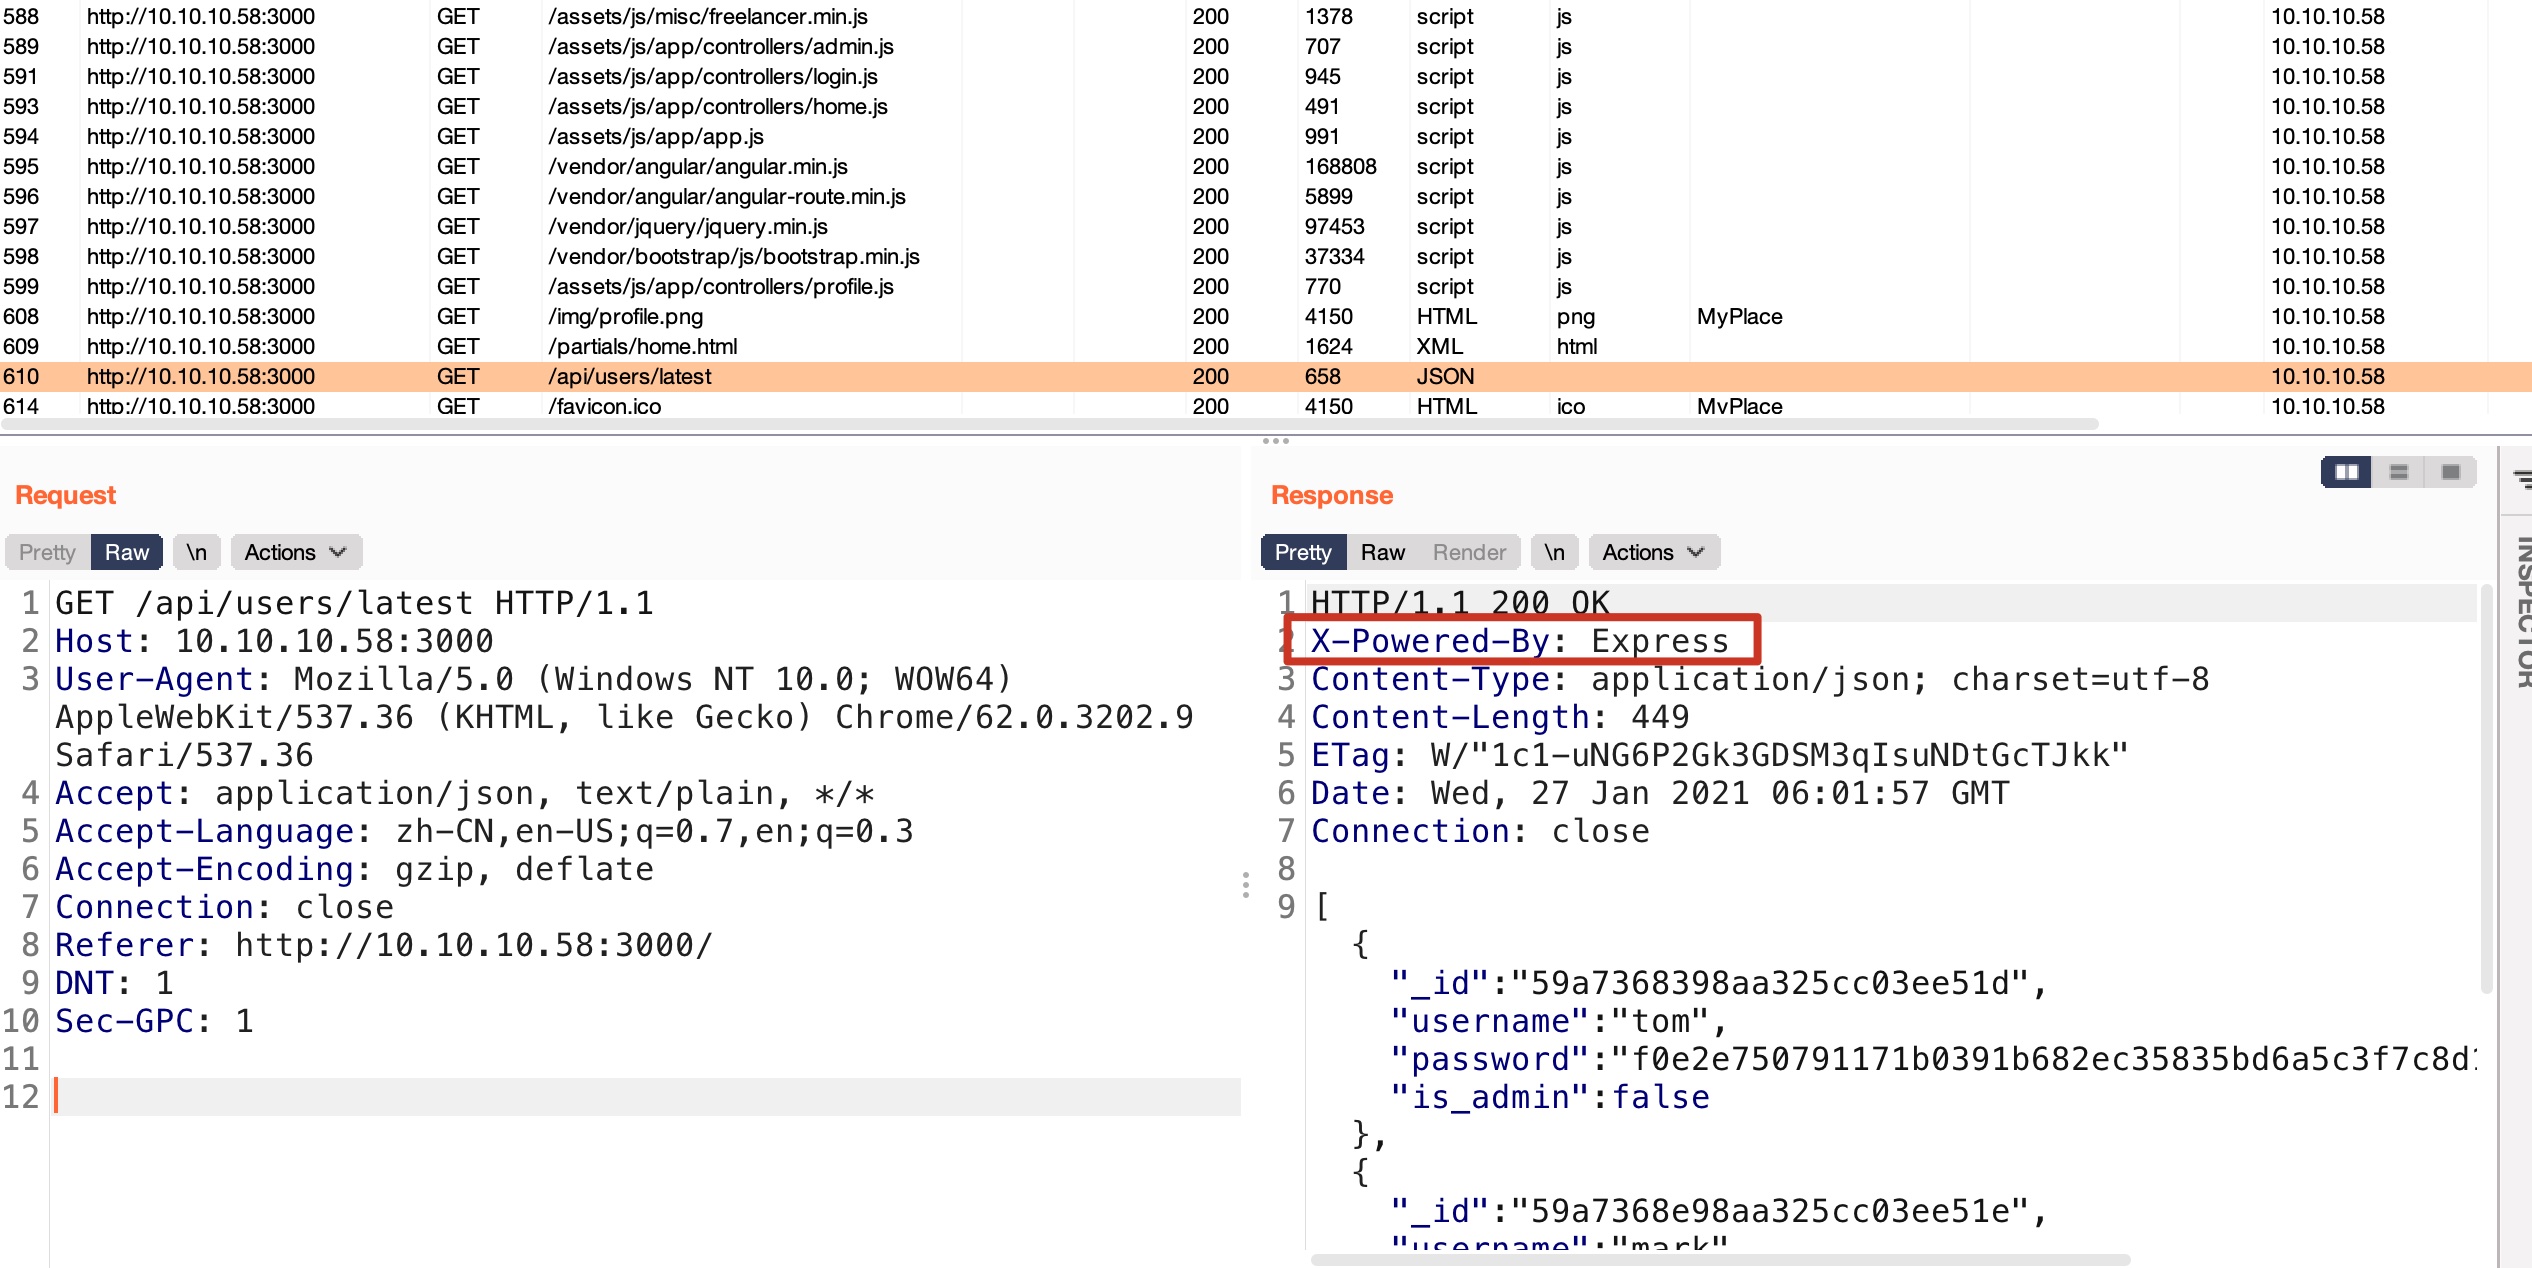 588 http://10.10.10.58:3000 GET /assets/js/misc/freelancer.min.js 200 1378 script js 10.10.10.58
589 http://10.10.10.58:3000 GET /assets/js/app/controllers/admin.js 200 707 script js 10.10.10.58
591 http://10.10.10.58:3000 GET /assets/js/app/controllers/login.js 200 945 script js 10.10.10.58
593 http://10.10.10.58:3000 GET /assets/js/app/controllers/home.js 200 491 script js 10.10.10.58
594 http://10.10.10.58:3000 GET /assets/js/app/app.js 200 991 script js 10.10.10.58
595 http://10.10.10.58:3000 GET /vendor/angular/angular.min.js 200 168808 script js 10.10.10.58
596 http://10.10.10.58:3000 GET /vendor/angular/angular-route.min.js 200 5899 script js 10.10.10.58
597 http://10.10.10.58:3000 GET /vendor/jquery/jquery.min.js 200 97453 script js 10.10.10.58
598 http://10.10.10.58:3000 GET /vendor/bootstrap/js/bootstrap.min.js 200 37334 script js 10.10.10.58
599 http://10.10.10.58:3000 GET /assets/js/app/controllers/profile.js 200 770 script js 10.10.10.58
608 http://10.10.10.58:3000 GET /img/profile.png 200 4150 HTML png MyPlace 10.10.10.58
609 http://10.10.10.58:3000 GET /partials/home.html 200 1624 XML html 10.10.10.58
610 http://10.10.10.58:3000 GET /api/users/latest 200 658 JSON 10.10.10.58
614 http://10.10.10.58:3000 GET /favicon.ico 200 4150 HTML ico MyPlace 10.10.10.58
Request
Pretty Raw \n Actions
1 GET /api/users/latest HTTP/1.1
2 Host: 10.10.10.58:3000
3 User-Agent: Mozilla/5.0 (Windows NT 10.0; WOW64)
AppleWebKit/537.36 (KHTML, like Gecko) Chrome/62.0.3202.9
Safari/537.36
4 Accept: application/json, text/plain, */*
5 Accept-Language: zh-CN,en-US;q=0.7,en;q=0.3
6 Accept-Encoding: gzip, deflate
7 Connection: close
8 Referer: http://10.10.10.58:3000/
9 DNT: 1
10 Sec-GPC: 1
11
12
Response
Pretty Raw Render \n Actions
1 HTTP/1.1 200 OK
2 X-Powered-By: Express
3 Content-Type: application/json; charset=utf-8
4 Content-Length: 449
5 ETag: W/"1c1-uNG6P2Gk3GDSM3qIsuNDtGcTJkk"
6 Date: Wed, 27 Jan 2021 06:01:57 GMT
7 Connection: close
8
9 [
{
"_id":"59a7368398aa325cc03ee51d",
"username":"tom",
"password":"f0e2e750791171b0391b682ec35835bd6a5c3f7c8d1
"is_admin":false
},
{
"_id":"59a7368e98aa325cc03ee51e",
"username":"mark"
INSPECTOR